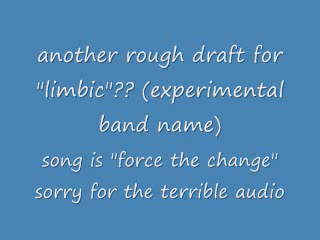 another rough draft for
"limbic"?? (experimental
band name)
song is "force the change"
sorry for the terrible audio